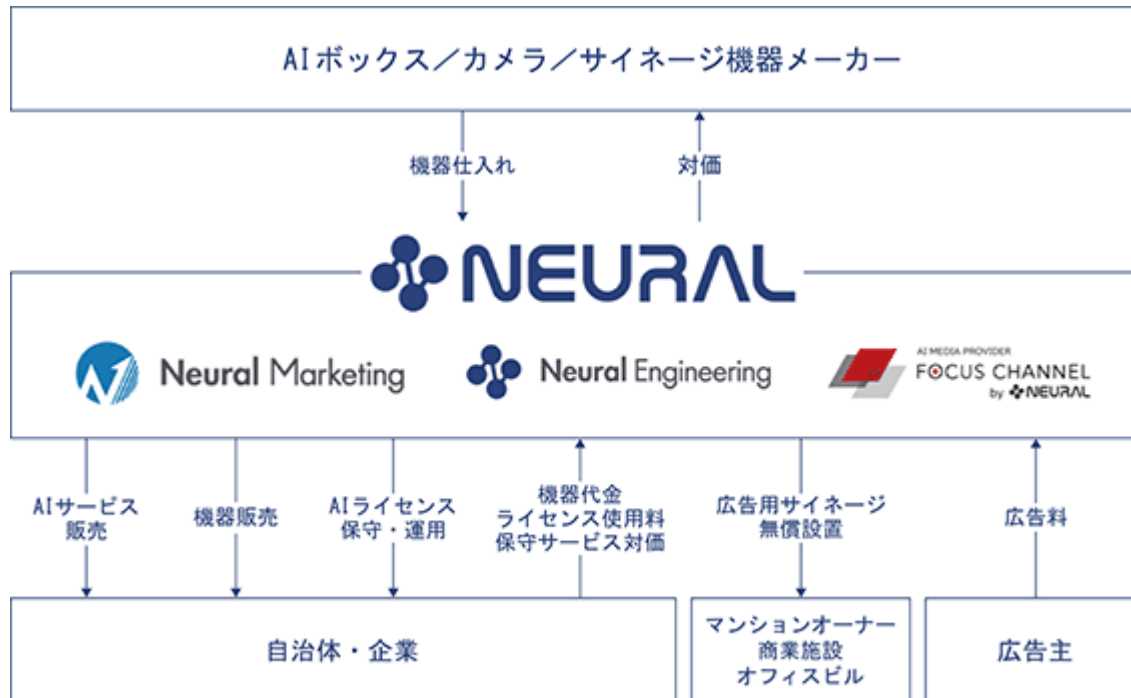 AIボックス／カメラ／サイネージ機器メーカー
機器仕入れ
対価
NEURAL
Neural Marketing
Neural Engineering
AI MEDIA PROVIDER
FOCUS CHANNEL
by NEURAL
AIサービス
販売
機器販売
AIライセンス
保守・運用
機器代金
ライセンス使用料
保守サービス対価
広告用サイネージ
無償設置
広告料
自治体・企業
マンションオーナー
商業施設
オフィスビル
広告主